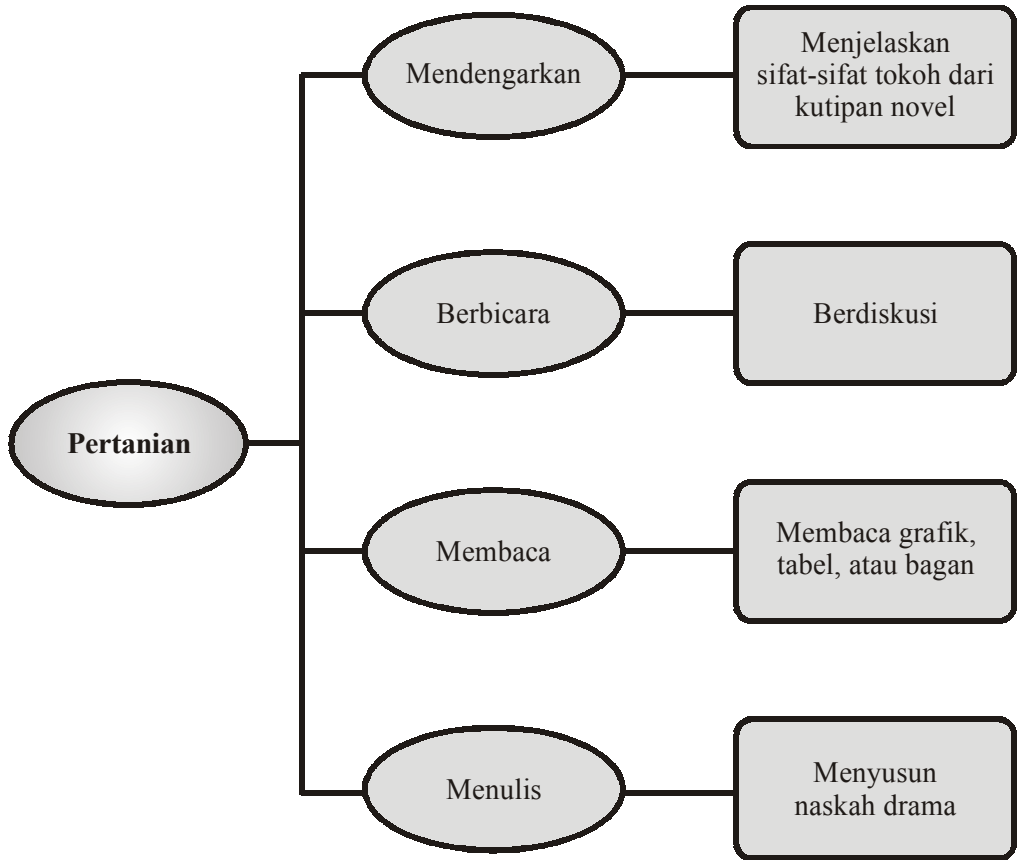 Mendengarkan
Menjelaskan
sifat-sifat tokoh dari
kutipan novel
Berbicara
Berdiskusi
Pertanian
Membaca
Membaca grafik,
tabel, atau bagan
Menulis
Menyusun
naskah drama